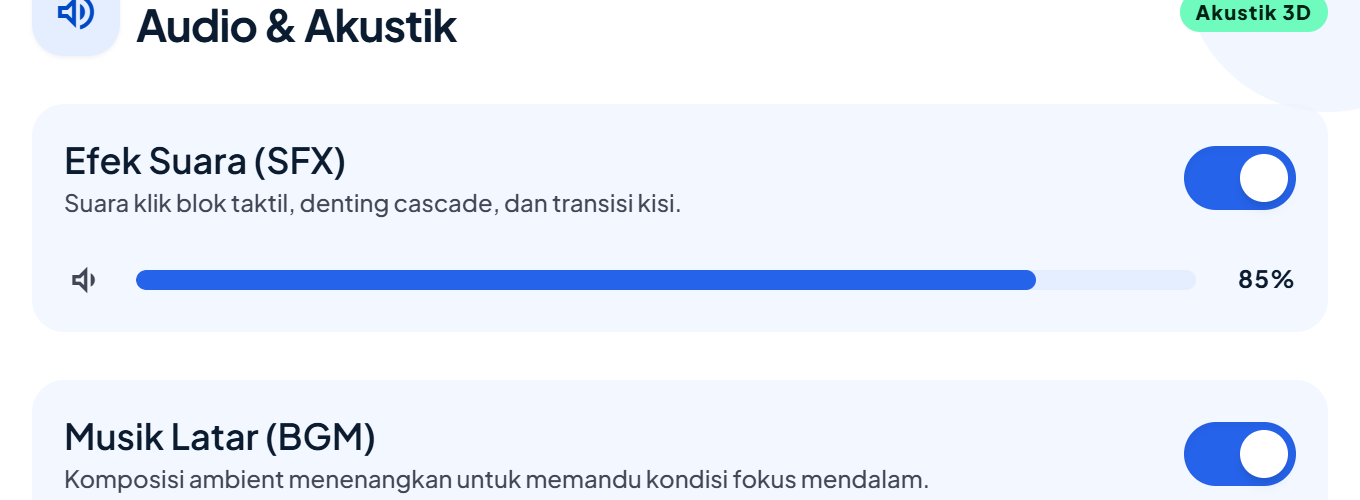 Audio & Akustik
Akustik 3D
Efek Suara (SFX)
Suara klik blok taktil, denting cascade, dan transisi kisi.
85%
Musik Latar (BGM)
Komposisi ambient menenangkan untuk memandu kondisi fokus mendalam.